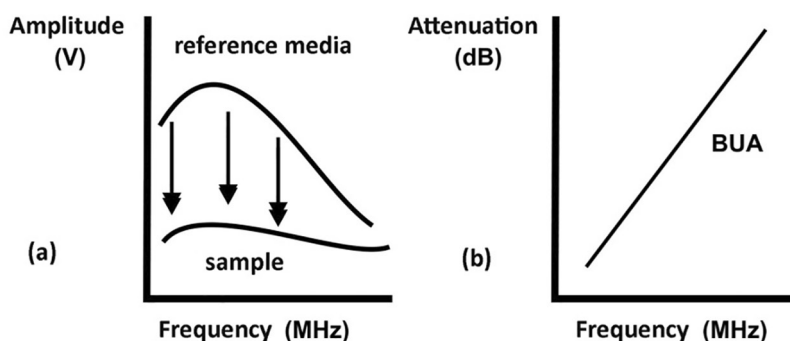 Amplitude
(V)
reference media
(a)
sample
Frequency (MHz)
Attenuation
(dB)
BUA
(b)
Frequency (MHz)